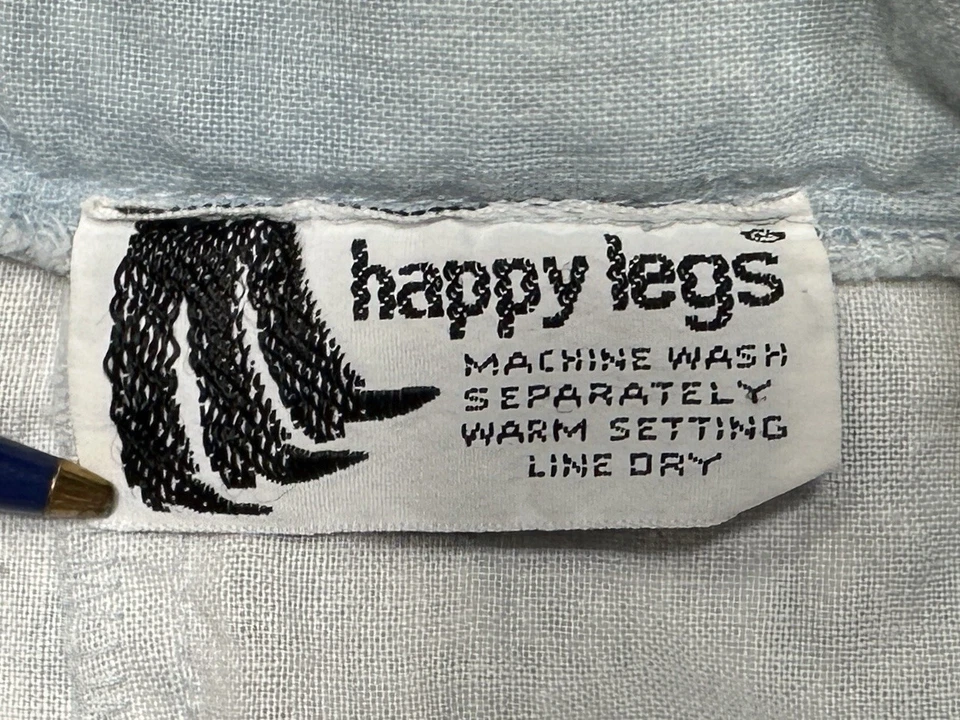 happy legs
MACHINE WASH
SEPARATELY
WARM SETTING
LINE DRY